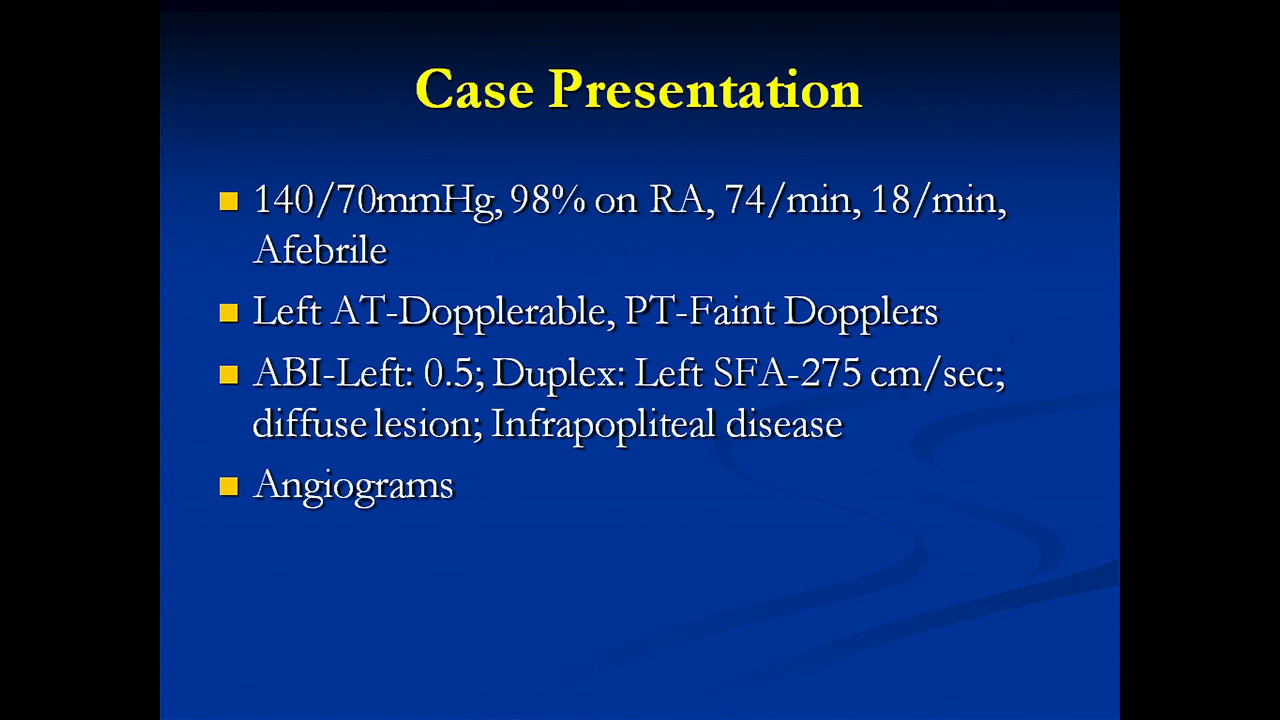 Case Presentation
140/70mmHg, 98% on RA, 74/min, 18/min,
Afebrile
Left AT-Dopplerable, PT-Faint Dopplers
ABI-Left: 0.5; Duplex: Left SFA-275 cm/sec;
diffuse lesion; Infrapopliteal disease
Angiograms